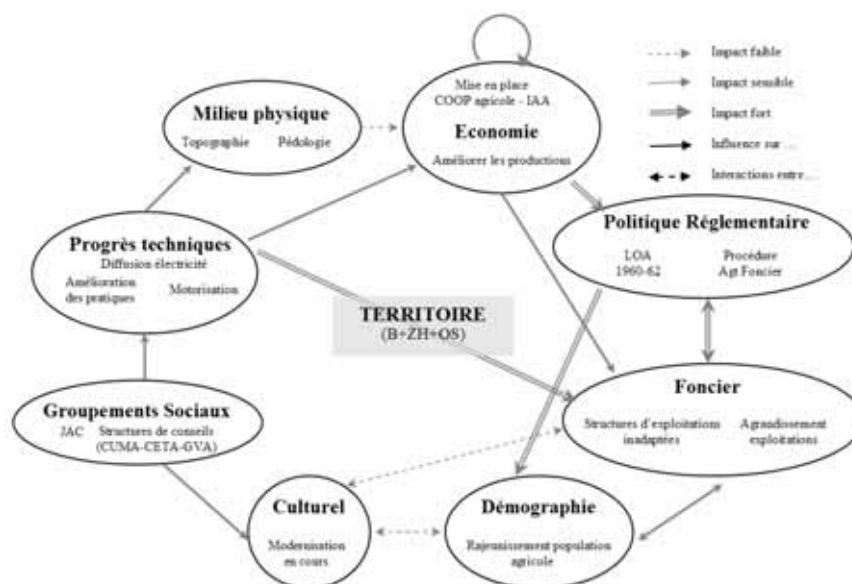 Mise en place
COOP agricole - IAA
Economie
Améliorer les productions
Impact faible
Impact sensible
Impact fort
Influence sur ...
Interactions entre...
Milieu physique
Topographie Pédologie
Politique Réglementaire
LOA Procédure
1960-62 Agt Foncier
Progrès techniques
Diffusion électricité
Amélioration
des pratiques
Motorisation
TERRITOIRE
(B+ZH+OS)
Foncier
Structures d'exploitations Agrandissement
inadaptées exploitations
Groupements Sociaux
JAC Structures de conseils
(CUMA-CETA-GVA)
Culturel
Modernisation
en cours
Démographie
Rajeunissement population
agricole